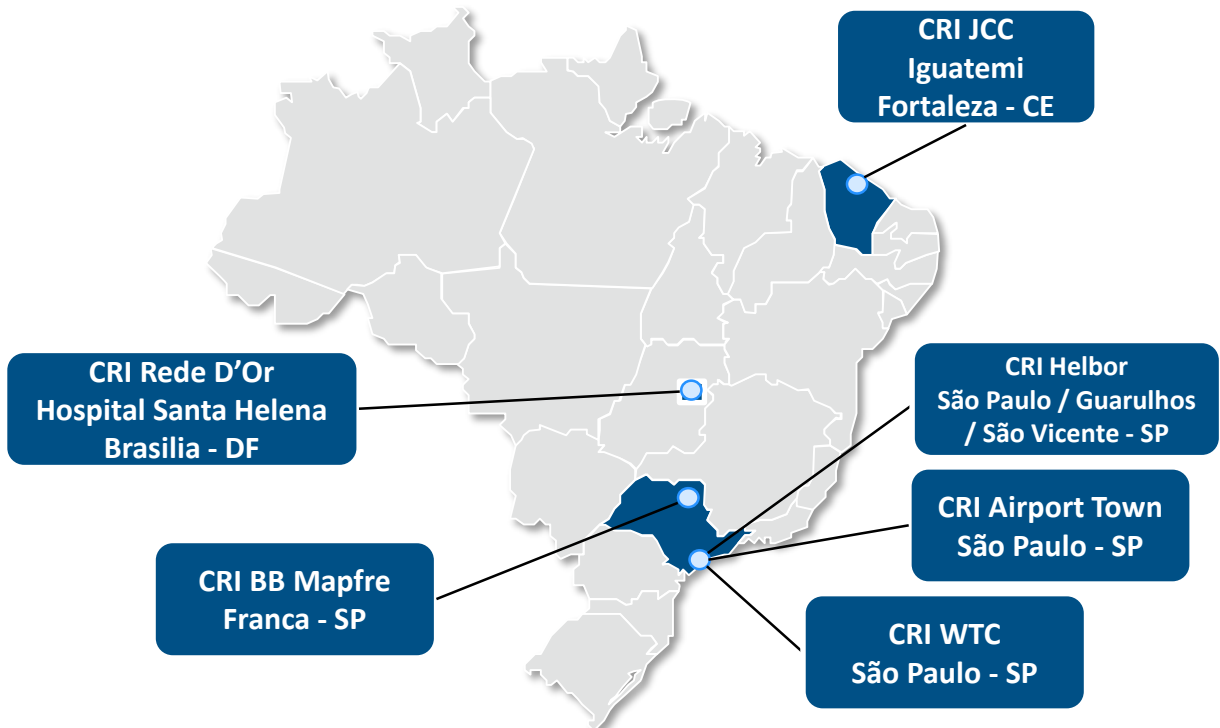 CRI JCC
Iguatemi
Fortaleza - CE
CRI Rede D’Or
Hospital Santa Helena
Brasilia - DF
CRI Helbor
São Paulo / Guarulhos
/ São Vicente - SP
CRI Airport Town
São Paulo - SP
CRI BB Mapfre
Franca - SP
CRI WTC
São Paulo - SP